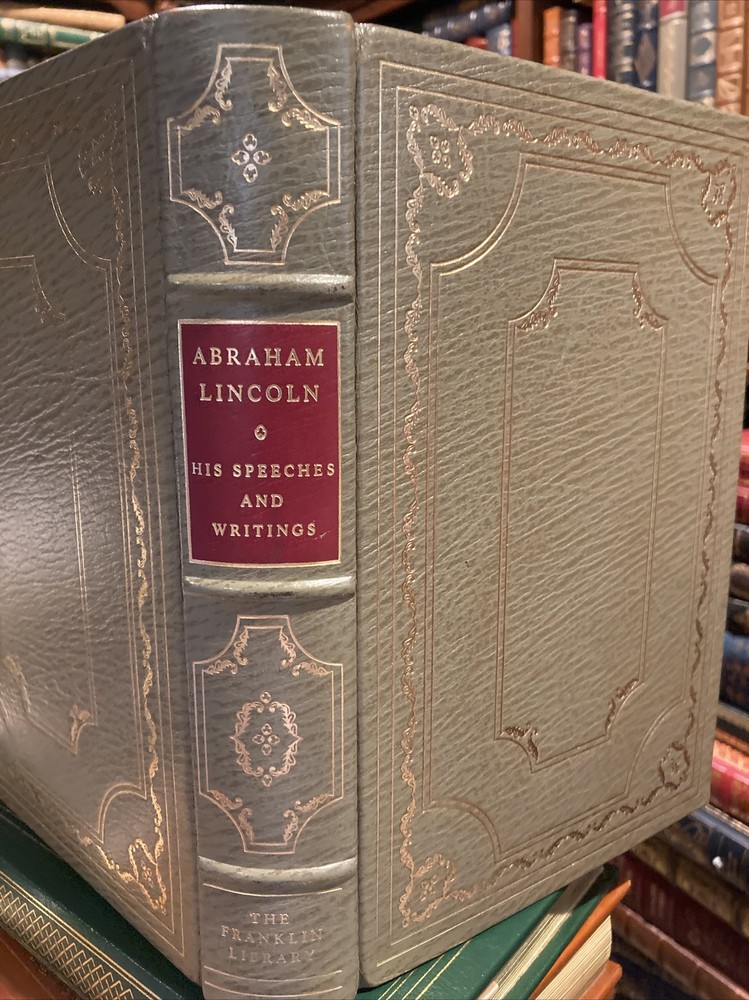 ABRAHAM
LINCOLN
HIS SPEECHES
AND
WRITINGS
THE
FRANKLIN
LIBRARY